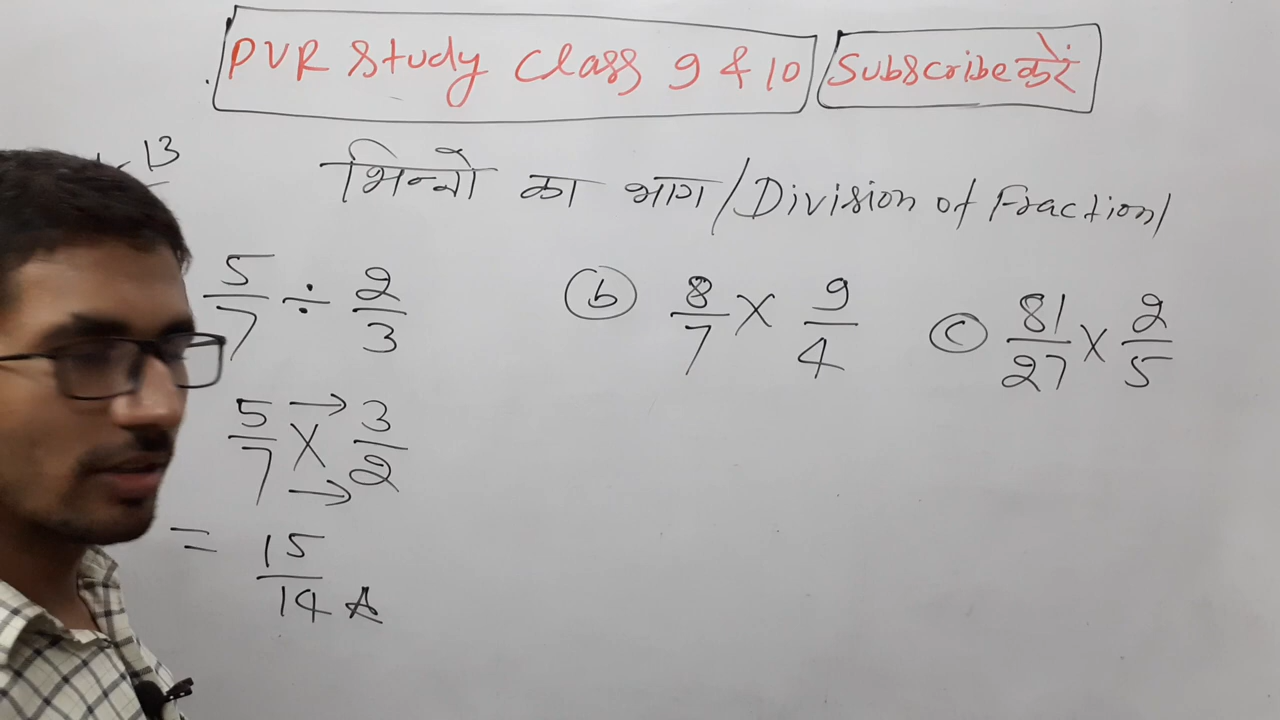 PVR Study Class 9 & 10 Subscribe करें
13
भिन्नो का भाग/Division of Fraction/
5/7 ÷ 2/3
(b) 8/7 × 9/4
(c) 81/27 × 2/5
5/7 × 3/2
→
→
= 15/14 A